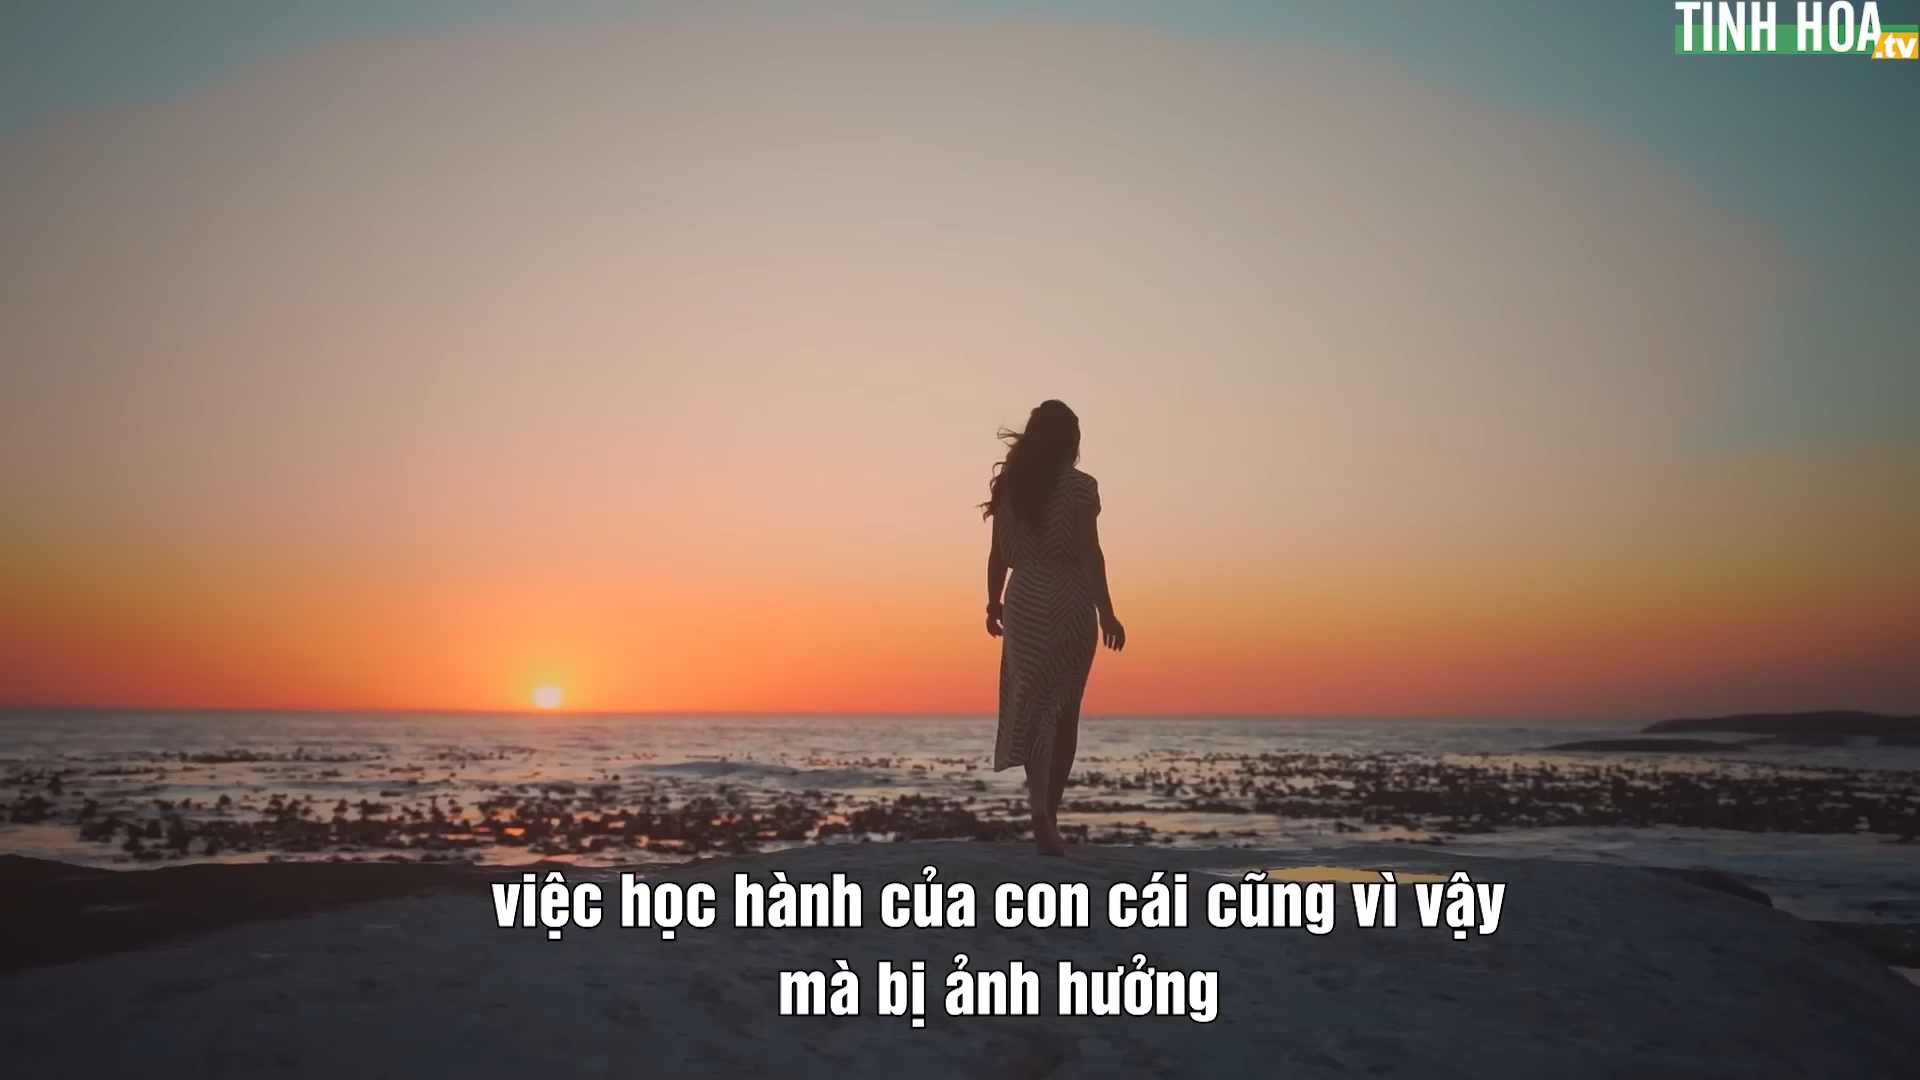 TINH HOA
.tv
việc học hành của con cái cũng vì vậy
mà bị ảnh hưởng